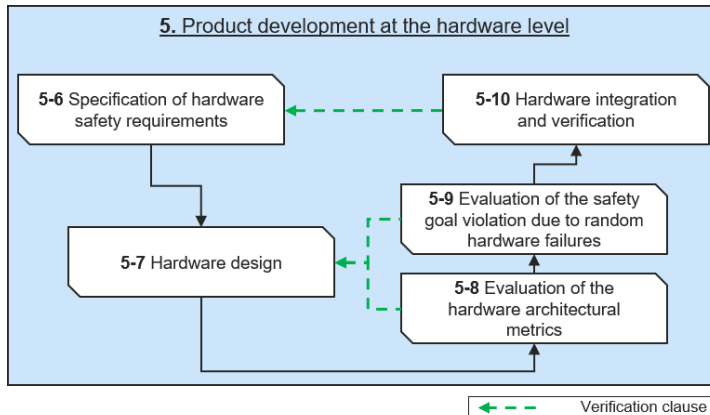 5. Product development at the hardware level
5-6 Specification of hardware
safety requirements
5-10 Hardware integration
and verification
5-9 Evaluation of the safety
goal violation due to random
hardware failures
5-7 Hardware design
5-8 Evaluation of the
hardware architectural
metrics
Verification clause